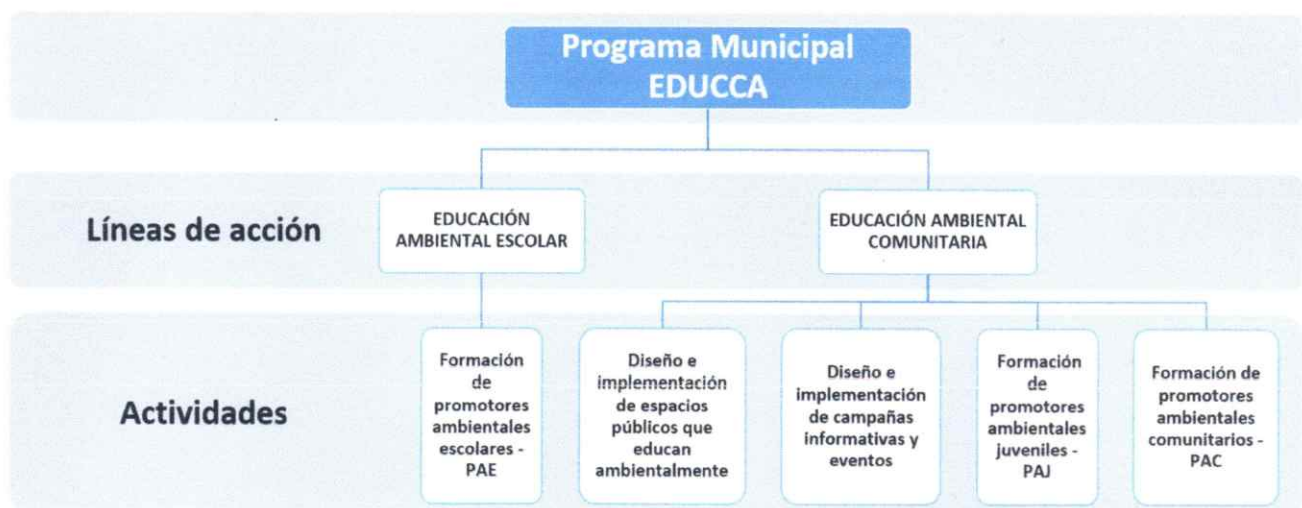 Programa Municipal
EDUCCA
Líneas de acción
EDUCACIÓN
AMBIENTAL ESCOLAR
EDUCACIÓN AMBIENTAL
COMUNITARIA
Actividades
Formación
de
promotores
ambientales
escolares -
PAE
Diseño e
implementación
de espacios
públicos que
educan
ambientalmente
Diseño e
implementación
de campañas
informativas y
eventos
Formación
de
promotores
ambientales
juveniles -
PAJ
Formación de
promotores
ambientales
comunitarios -
PAC